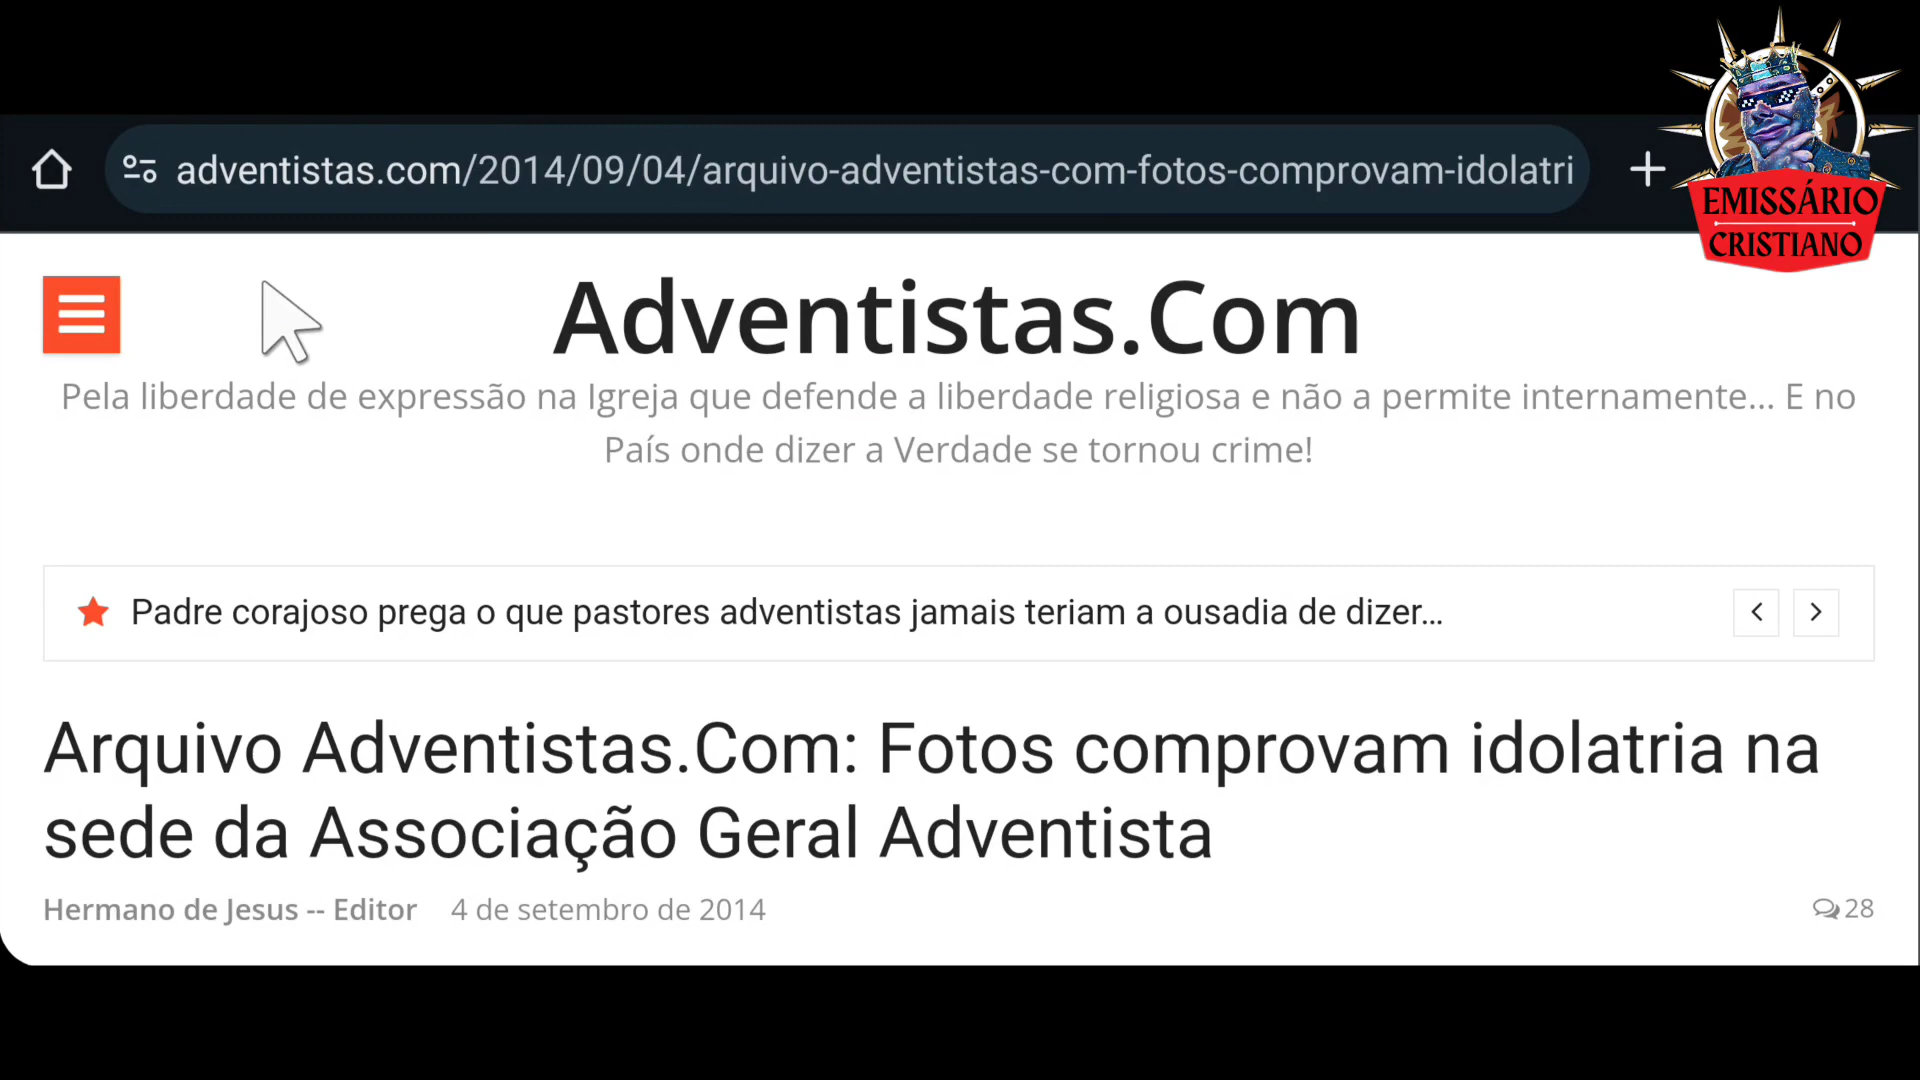 adventistas.com/2014/09/04/arquivo-adventistas-com-fotos-comprovam-idolatri
EMISSÁRIO
CRISTIANO
Adventistas.Com
Pela liberdade de expressão na Igreja que defende a liberdade religiosa e não a permite internamente... E no
País onde dizer a Verdade se tornou crime!
Padre corajoso prega o que pastores adventistas jamais teriam a ousadia de dizer...
Arquivo Adventistas.Com: Fotos comprovam idolatria na
sede da Associação Geral Adventista
Hermano de Jesus -- Editor 4 de setembro de 2014 28